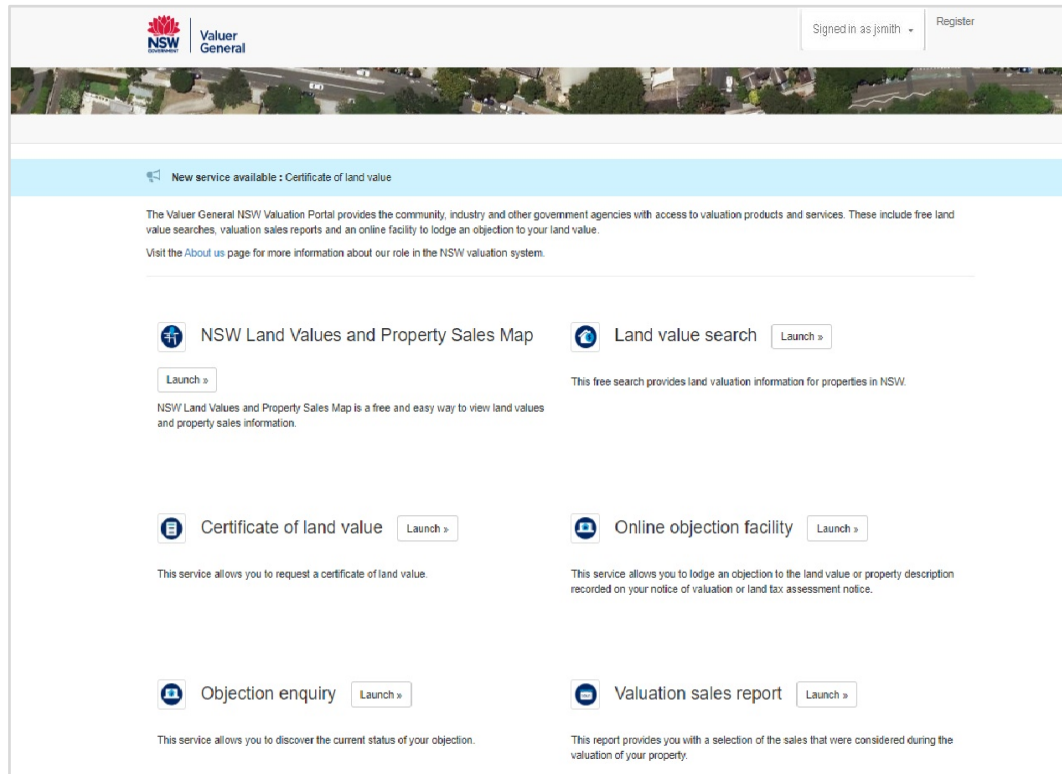 NSW
GOVERNMENT
Valuer
General
Signed in as jsmith
Register
New service available : Certificate of land value
The Valuer General NSW Valuation Portal provides the community, industry and other government agencies with access to valuation products and services. These include free land
value searches, valuation sales reports and an online facility to lodge an objection to your land value.
Visit the About us page for more information about our role in the NSW valuation system.
NSW Land Values and Property Sales Map
Launch »
NSW Land Values and Property Sales Map is a free and easy way to view land values
and property sales information.
Land value search Launch »
This free search provides land valuation information for properties in NSW.
Certificate of land value Launch »
This service allows you to request a certificate of land value.
Online objection facility Launch »
This service allows you to lodge an objection to the land value or property description
recorded on your notice of valuation or land tax assessment notice.
Objection enquiry Launch »
This service allows you to discover the current status of your objection.
Valuation sales report Launch »
This report provides you with a selection of the sales that were considered during the
valuation of your property.